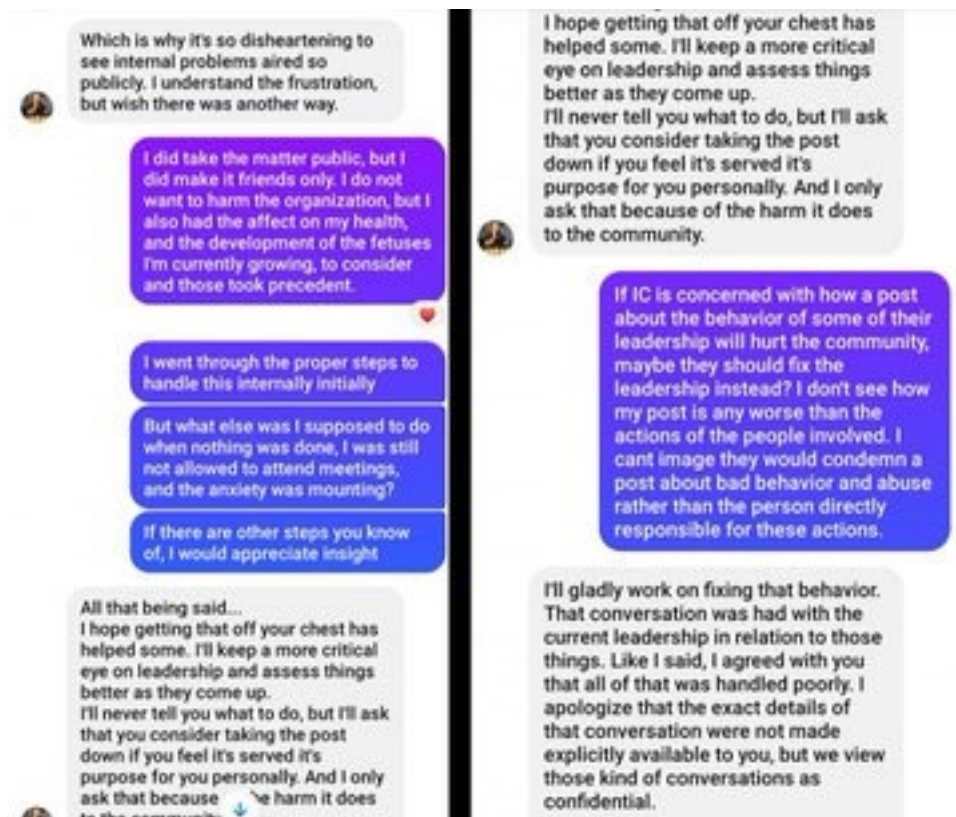 Which is why it's so disheartening to
see internal problems aired so
publicly. I understand the frustration,
but wish there was another way.
I did take the matter public, but I
did make it friends only. I do not
want to harm the organization, but I
also had the affect on my health,
and the development of the fetuses
I'm currently growing, to consider
and those took precedent.
I went through the proper steps to
handle this internally initially
But what else was I supposed to do
when nothing was done, I was still
not allowed to attend meetings,
and the anxiety was mounting?
If there are other steps you know
of, I would appreciate insight
All that being said...
I hope getting that off your chest has
helped some. I'll keep a more critical
eye on leadership and assess things
better as they come up.
I'll never tell you what to do, but I'll ask
that you consider taking the post
down if you feel it's served it's
purpose for you personally. And I only
ask that because he harm it does
I hope getting that off your chest has
helped some. I'll keep a more critical
eye on leadership and assess things
better as they come up.
I'll never tell you what to do, but I'll ask
that you consider taking the post
down if you feel it's served it's
purpose for you personally. And I only
ask that because of the harm it does
to the community.
If IC is concerned with how a post
about the behavior of some of their
leadership will hurt the community,
maybe they should fix the
leadership instead? I don't see how
my post is any worse than the
actions of the people involved. I
cant image they would condemn a
post about bad behavior and abuse
rather than the person directly
responsible for these actions.
I'll gladly work on fixing that behavior.
That conversation was had with the
current leadership in relation to those
things. Like I said, I agreed with you
that all of that was handled poorly. I
apologize that the exact details of
that conversation were not made
explicitly available to you, but we view
those kind of conversations as
confidential.